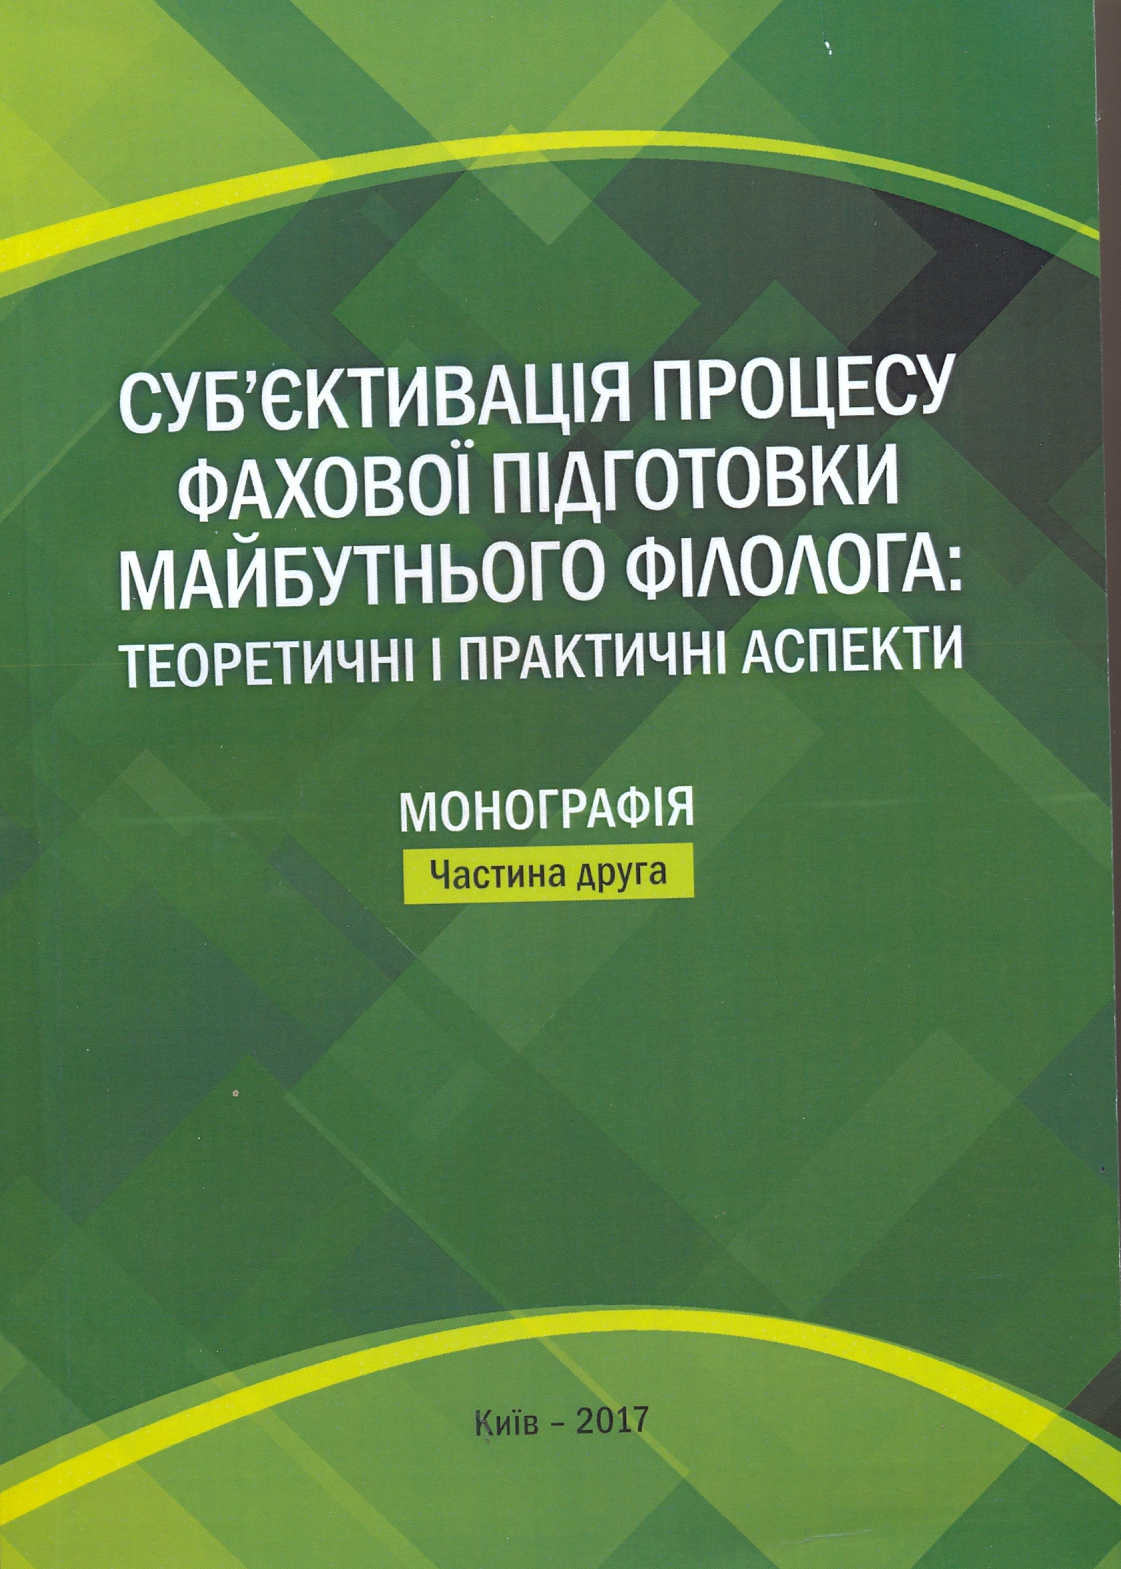 СУБ’ЄКТИВАЦІЯ ПРОЦЕСУ
ФАХОВОЇ ПІДГОТОВКИ
МАЙБУТНЬОГО ФІЛОЛОГА:
ТЕОРЕТИЧНІ І ПРАКТИЧНІ АСПЕКТИ
МОНОГРАФІЯ
Частина друга
Київ – 2017